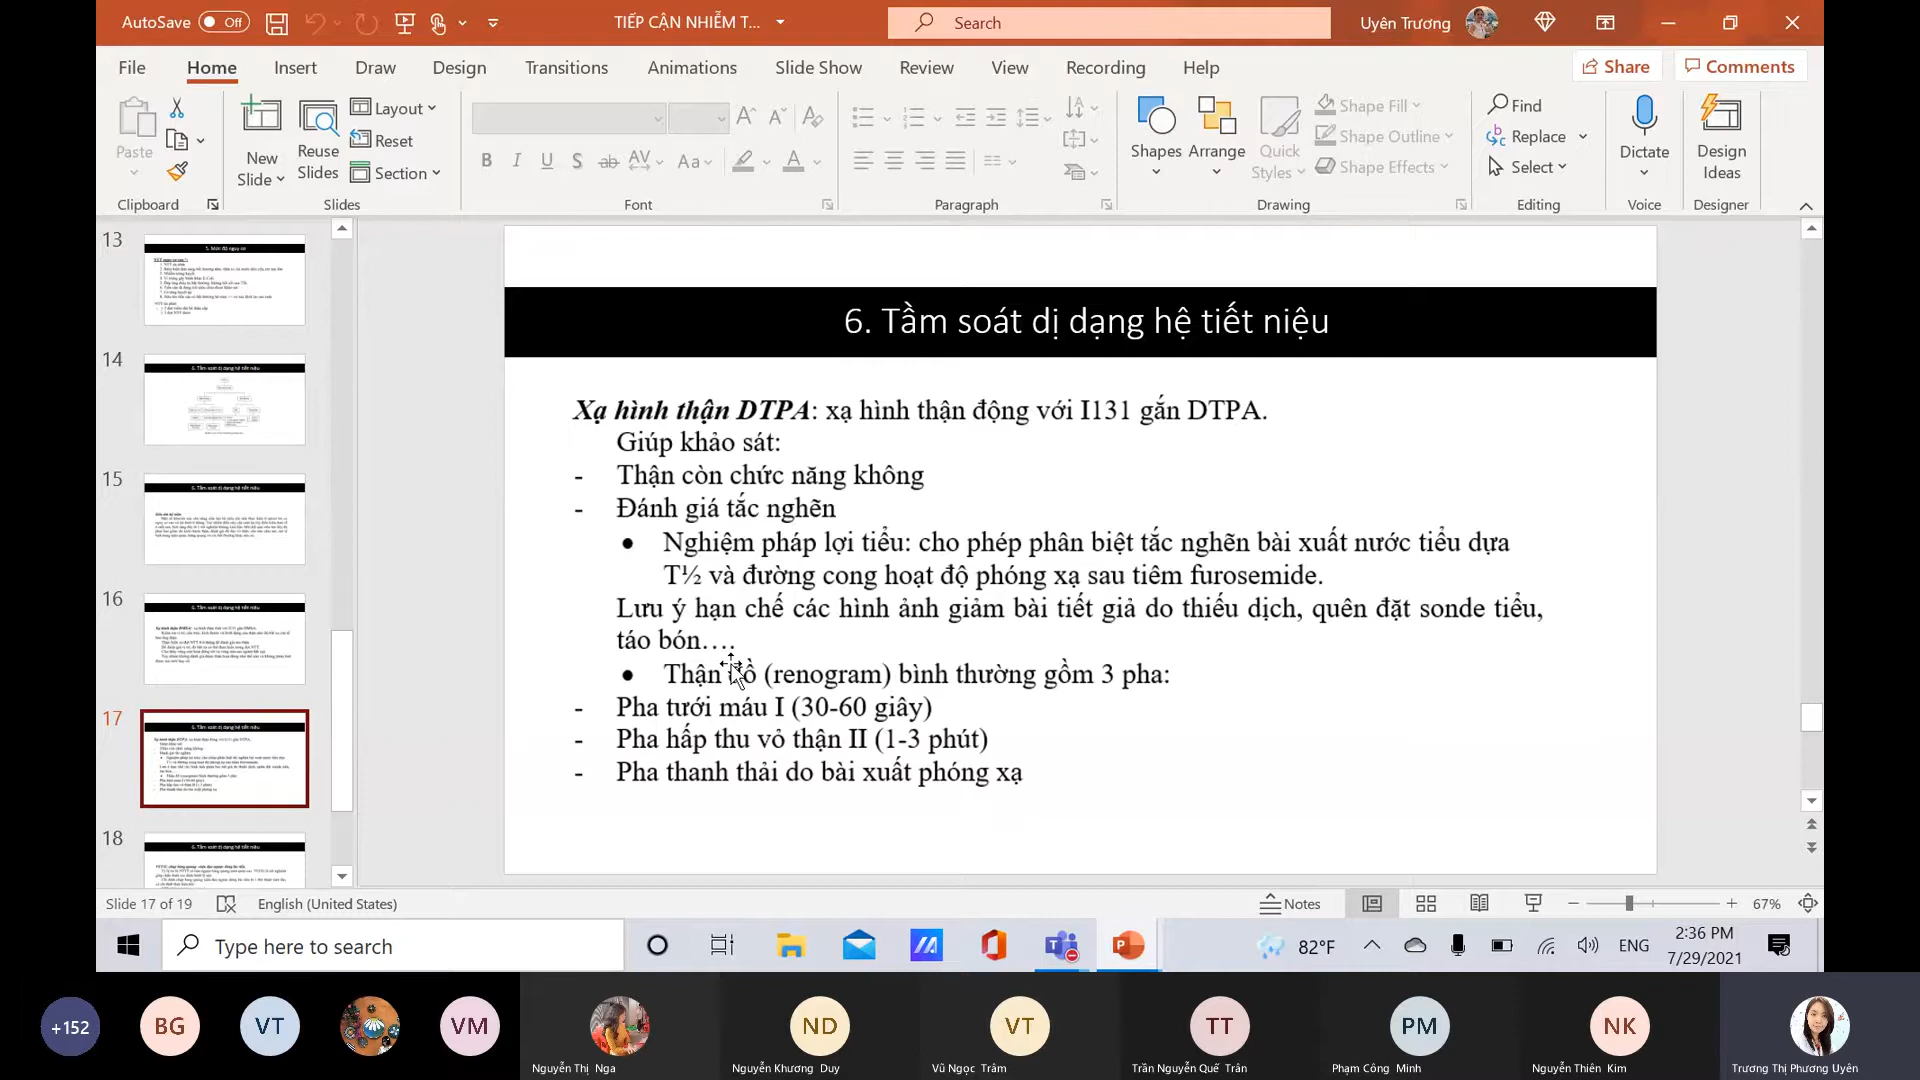 AutoSave Off TIẾP CẬN NHIỄM T... Search Uyên Trương
File Home Insert Draw Design Transitions Animations Slide Show Review View Recording Help Share Comments
Paste New Slide Reuse Slides Layout Reset Section
Shapes Arrange Quick Styles Shape Fill Shape Outline Shape Effects
Find Replace Select Dictate Design Ideas
Clipboard Slides Font Paragraph Drawing Editing Voice Designer
13
14
15
16
17
18
6. Tầm soát dị dạng hệ tiết niệu
Xạ hình thận DTPA: xạ hình thận động với I131 gắn DTPA.
Giúp khảo sát:
- Thận còn chức năng không
- Đánh giá tắc nghẽn
• Nghiệm pháp lợi tiểu: cho phép phân biệt tắc nghẽn bài xuất nước tiểu dựa
T½ và đường cong hoạt độ phóng xạ sau tiêm furosemide.
Lưu ý hạn chế các hình ảnh giảm bài tiết giả do thiếu dịch, quên đặt sonde tiểu,
táo bón….
• Thận đồ (renogram) bình thường gồm 3 pha:
- Pha tưới máu I (30-60 giây)
- Pha hấp thu vỏ thận II (1-3 phút)
- Pha thanh thải do bài xuất phóng xạ
Slide 17 of 19 English (United States) Notes 67%
Type here to search 82°F ENG 2:36 PM
7/29/2021
+152 BG VT VM ND VT TT PM NK
Nguyễn Thị Nga Nguyễn Khương Duy Vũ Ngọc Trâm Trần Nguyễn Quế Trân Phạm Công Minh Nguyễn Thiên Kim Trương Thị Phương Uyên